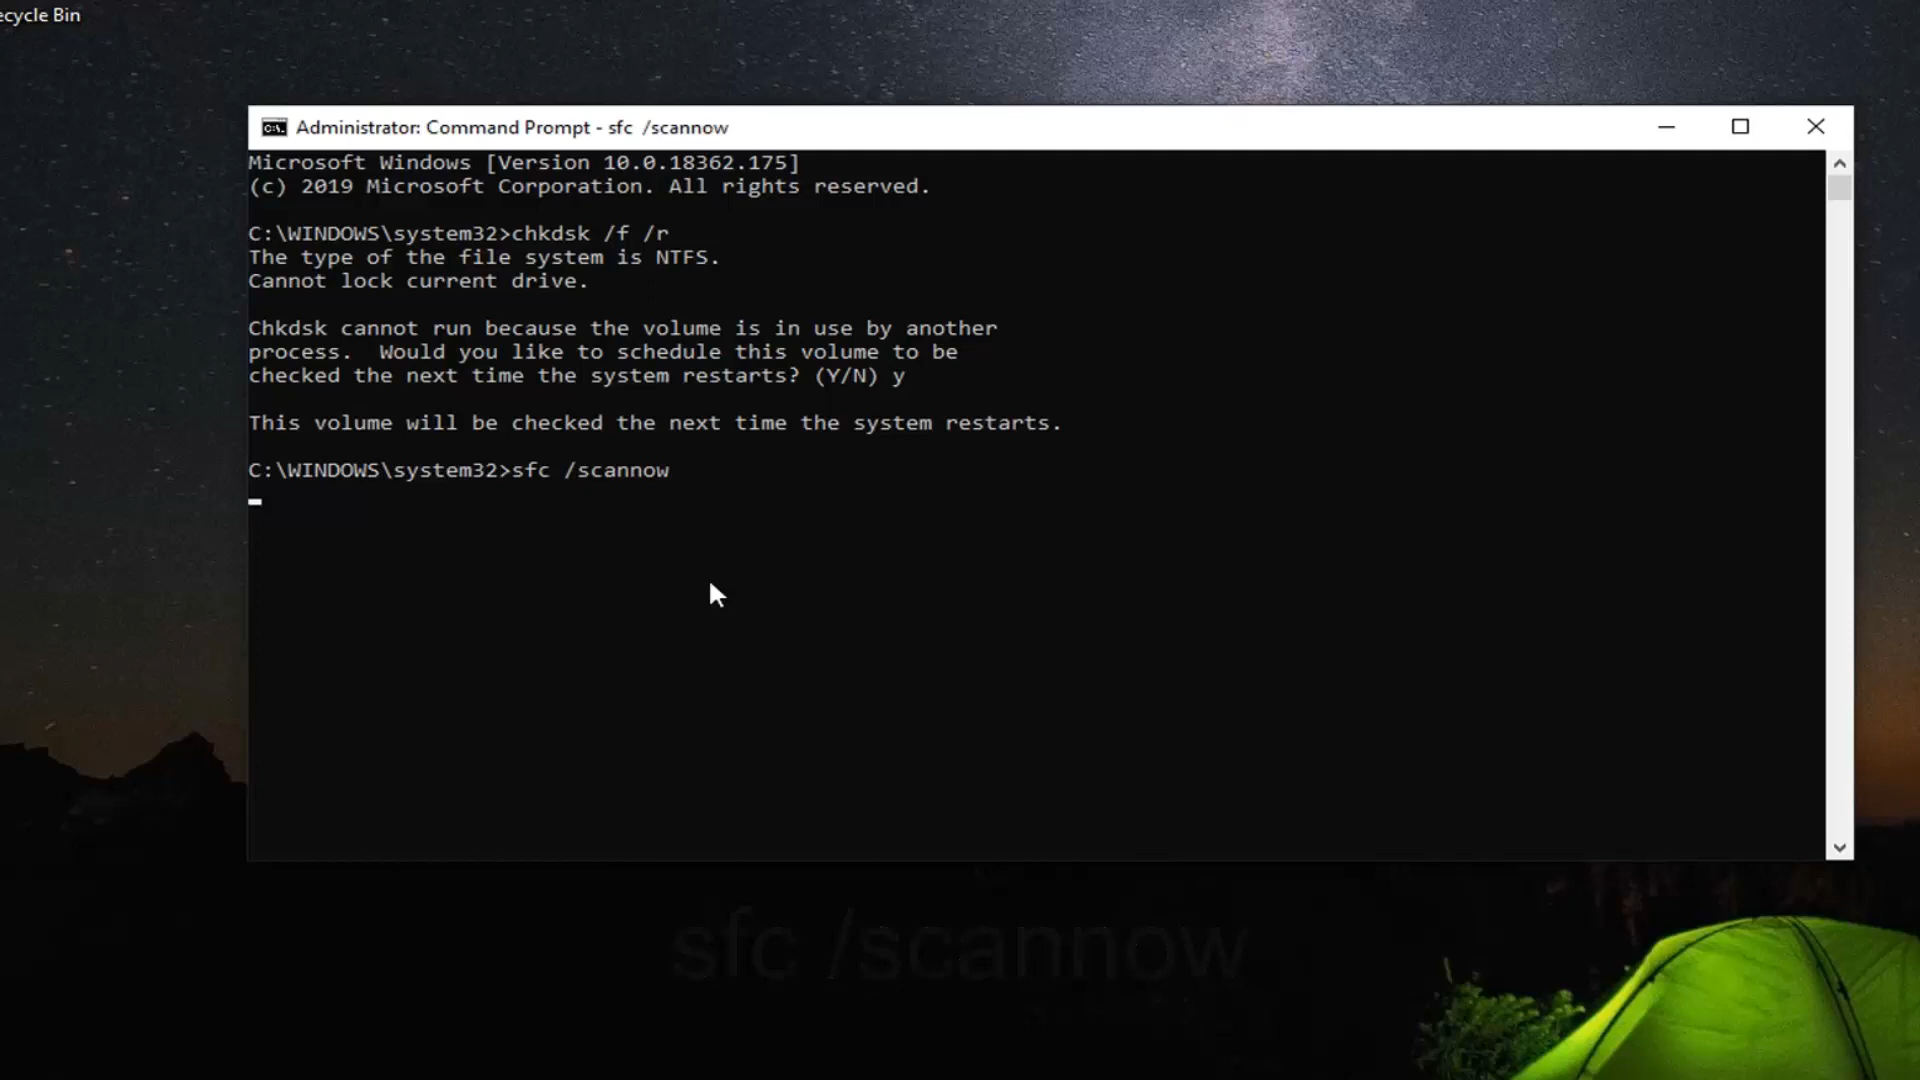 ecycle Bin
Administrator: Command Prompt - sfc  /scannow
Microsoft Windows [Version 10.0.18362.175]
(c) 2019 Microsoft Corporation. All rights reserved.
C:\WINDOWS\system32>chkdsk /f /r
The type of the file system is NTFS.
Cannot lock current drive.
Chkdsk cannot run because the volume is in use by another
process.  Would you like to schedule this volume to be
checked the next time the system restarts? (Y/N) y
This volume will be checked the next time the system restarts.
C:\WINDOWS\system32>sfc /scannow
sfc /scannow